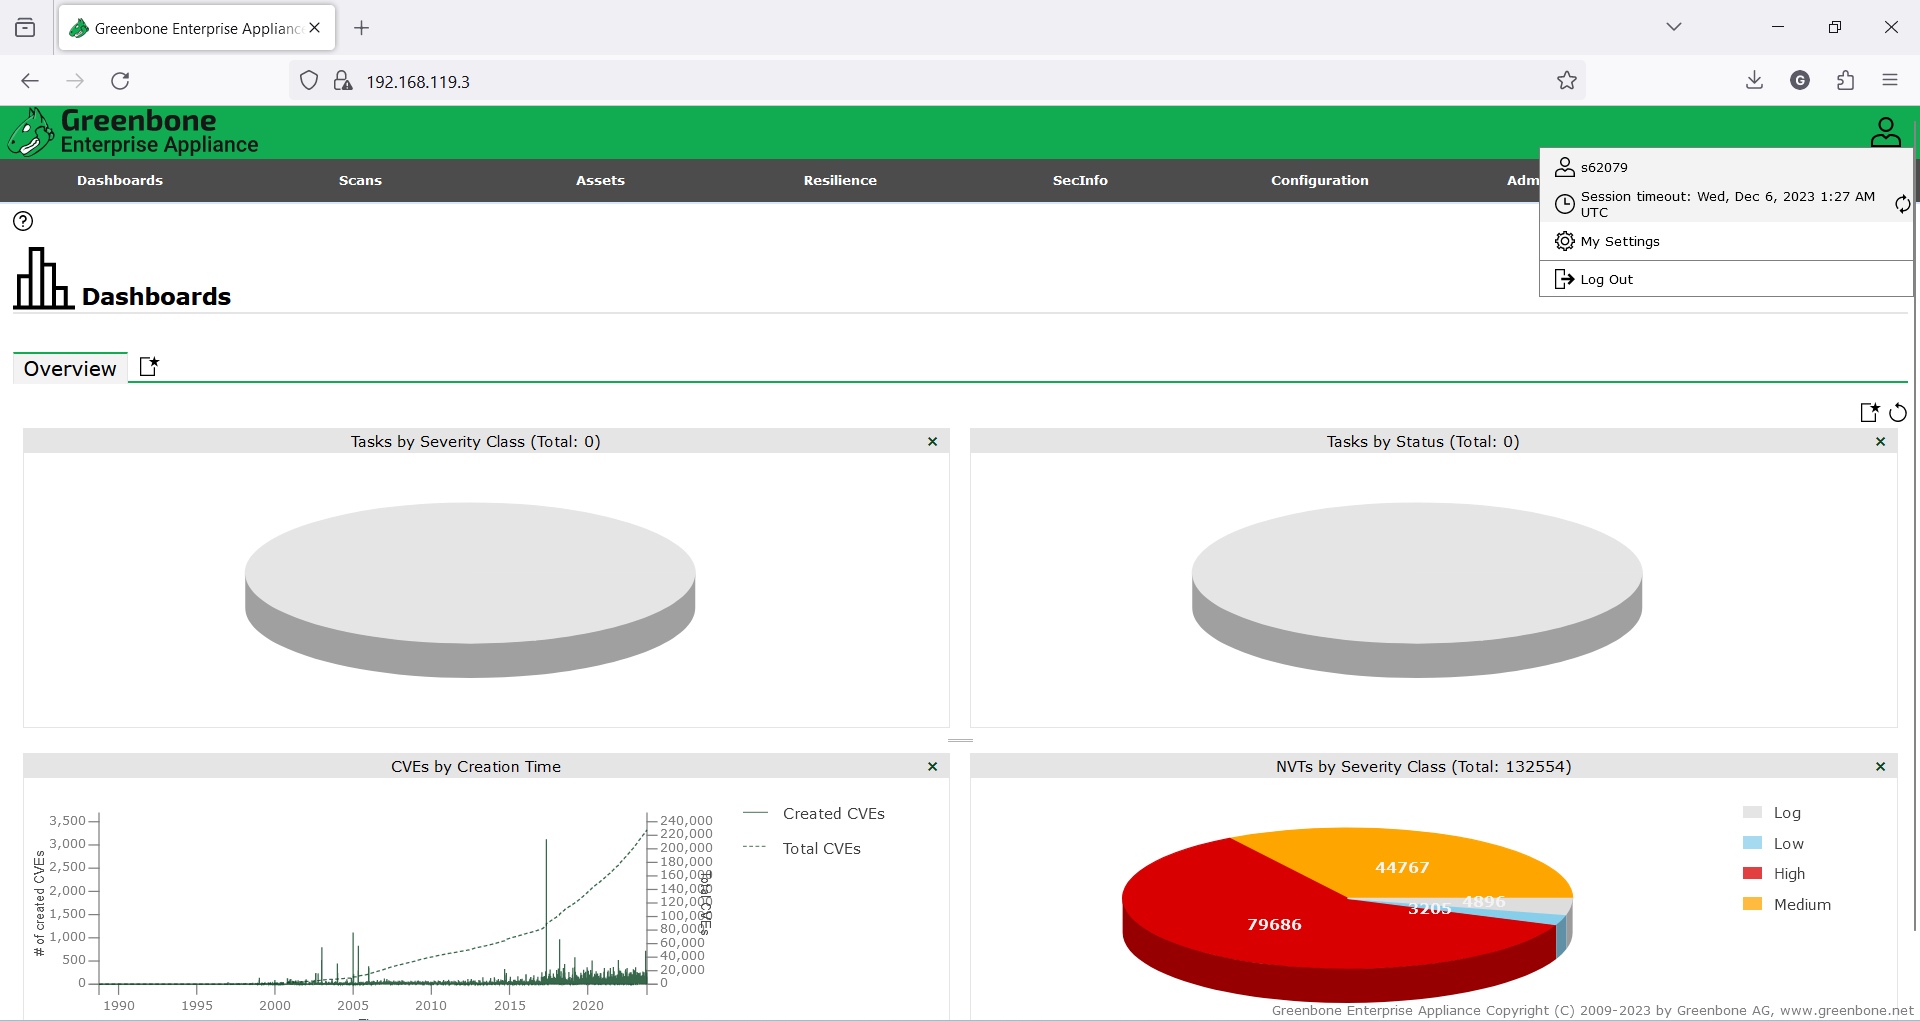 Greenbone Enterprise Applianc
192.168.119.3
G
Greenbone
Enterprise Appliance
Dashboards
Scans
Assets
Resilience
SecInfo
Configuration
Adm
s62079
Session timeout: Wed, Dec 6, 2023 1:27 AM
UTC
My Settings
Log Out
Dashboards
Overview
Tasks by Severity Class (Total: 0)
Tasks by Status (Total: 0)
CVEs by Creation Time
# of created CVEs
3,500
3,000
2,500
2,000
1,500
1,000
500
0
240,000
220,000
200,000
180,000
160,000
140,000
120,000
100,000
80,000
60,000
40,000
20,000
0
Total CVEs
1990
1995
2000
2005
2010
2015
2020
Created CVEs
Total CVEs
NVTs by Severity Class (Total: 132554)
44767
4896
3205
79686
Log
Low
High
Medium
Greenbone Enterprise Appliance Copyright (C) 2009-2023 by Greenbone AG, www.greenbone.net